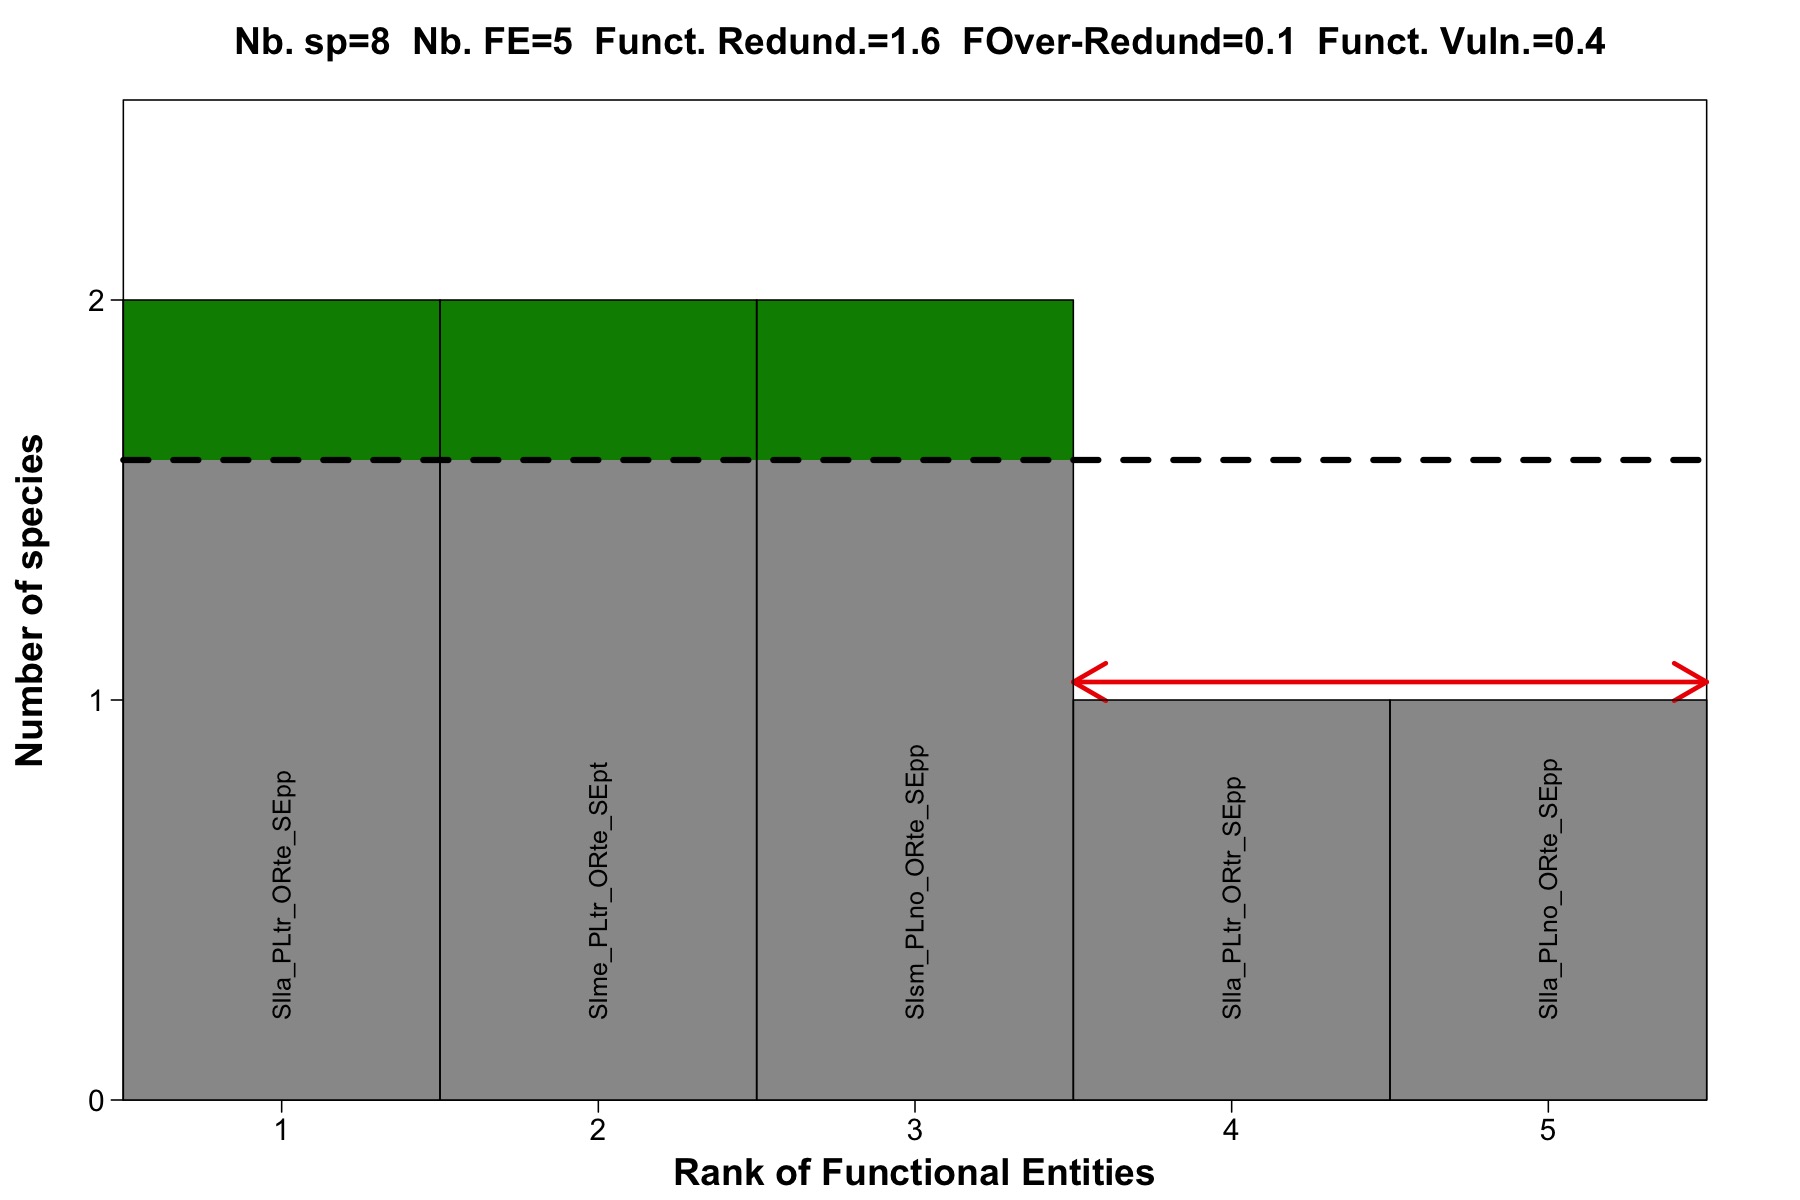 Nb. sp=8 Nb. FE=5 Funct. Redund.=1.6 FOver-Redund=0.1 Funct. Vuln.=0.4
Number of species
2
1
0
SIla_PLtr_ORte_SEpp
SIme_PLtr_ORte_SEpt
SIsm_PLno_ORte_SEpp
SIla_PLtr_ORtr_SEpp
SIla_PLno_ORte_SEpp
1 2 3 4 5
Rank of Functional Entities